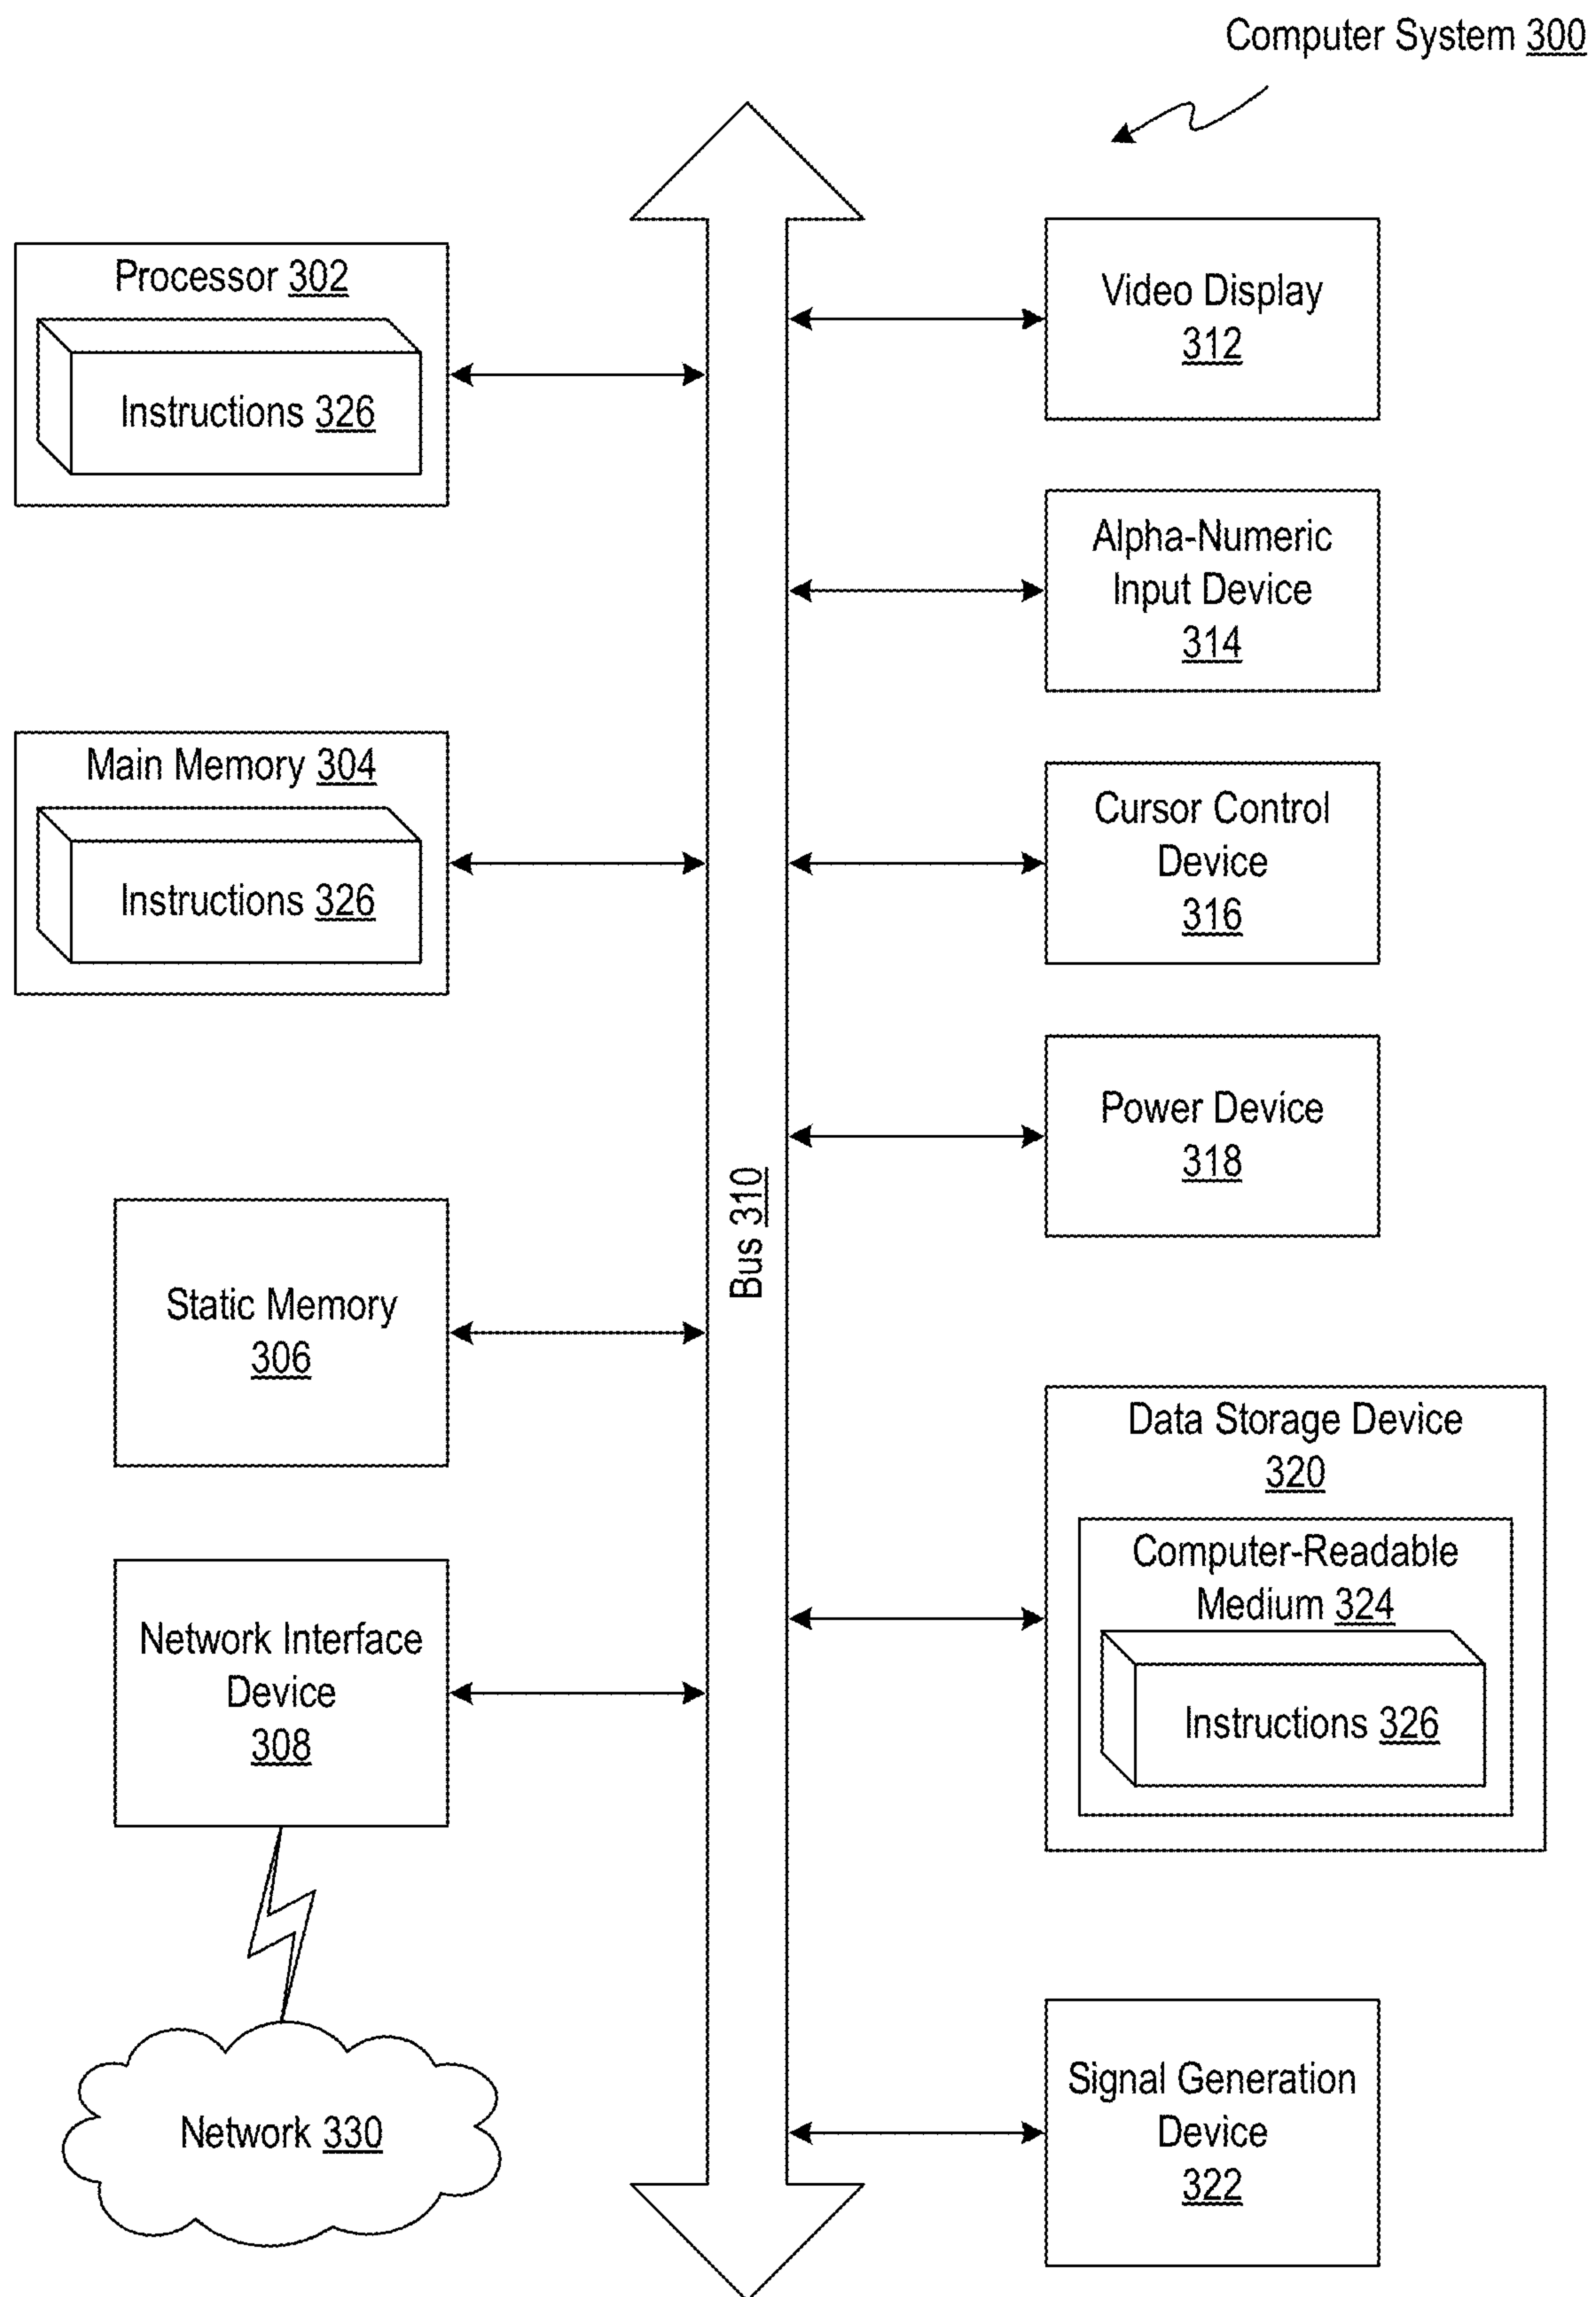 Computer System 300
Processor 302
Instructions 326
Main Memory 304
Instructions 326
Static Memory
306
Network Interface
Device
308
Network 330
Bus 310
Video Display
312
Alpha-Numeric
Input Device
314
Cursor Control
Device
316
Power Device
318
Data Storage Device
320
Computer-Readable
Medium 324
Instructions 326
Signal Generation
Device
322